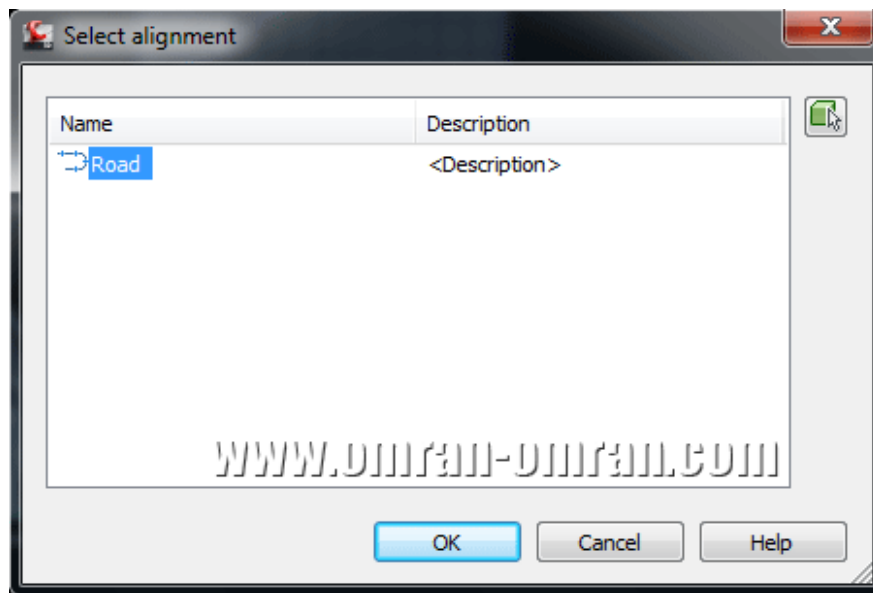 Select alignment
Name Description
Road <Description>
www.omran-omran.com
OK Cancel Help